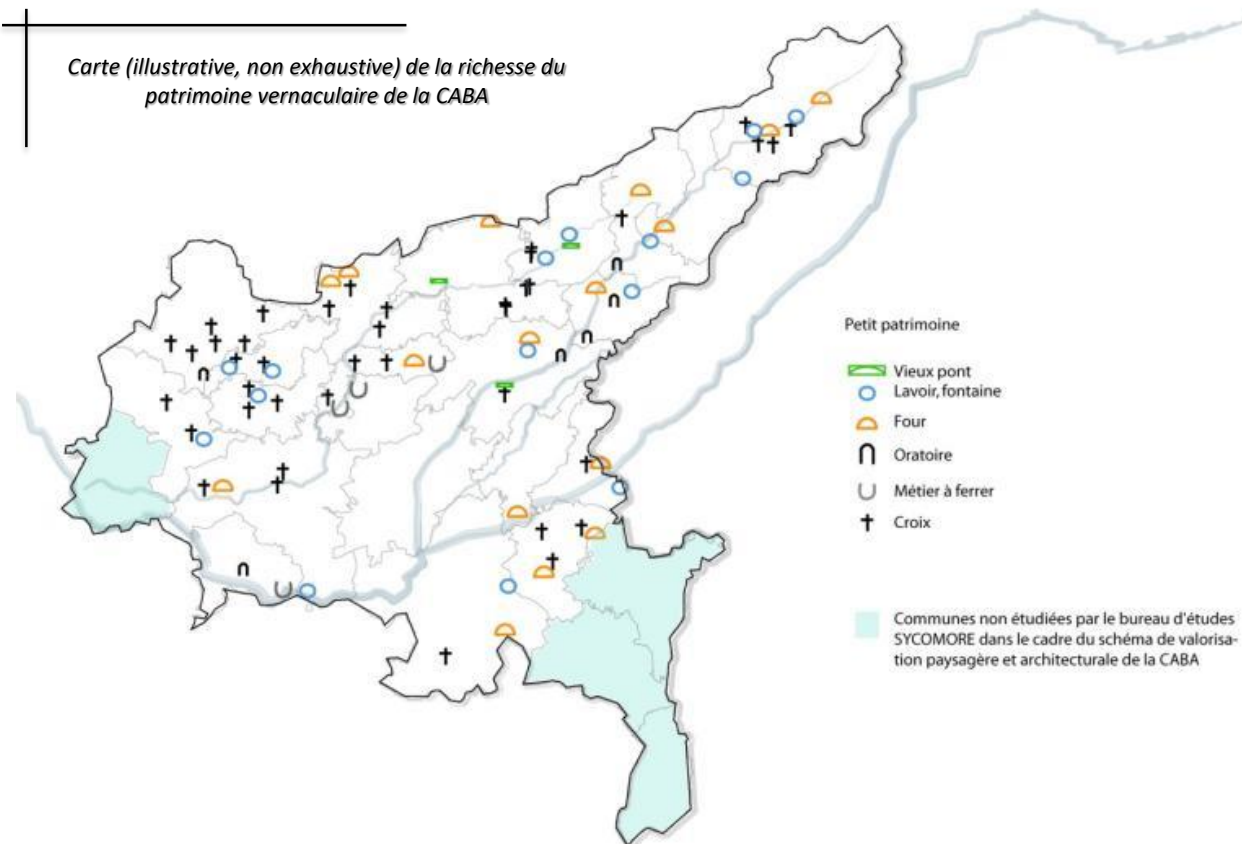 Carte (illustrative, non exhaustive) de la richesse du
patrimoine vernaculaire de la CABA
Petit patrimoine
Vieux pont
Lavoir, fontaine
Four
Oratoire
Métier à ferrer
Croix
Communes non étudiées par le bureau d'études
SYCOMORE dans le cadre du schéma de valorisa-
tion paysagère et architecturale de la CABA